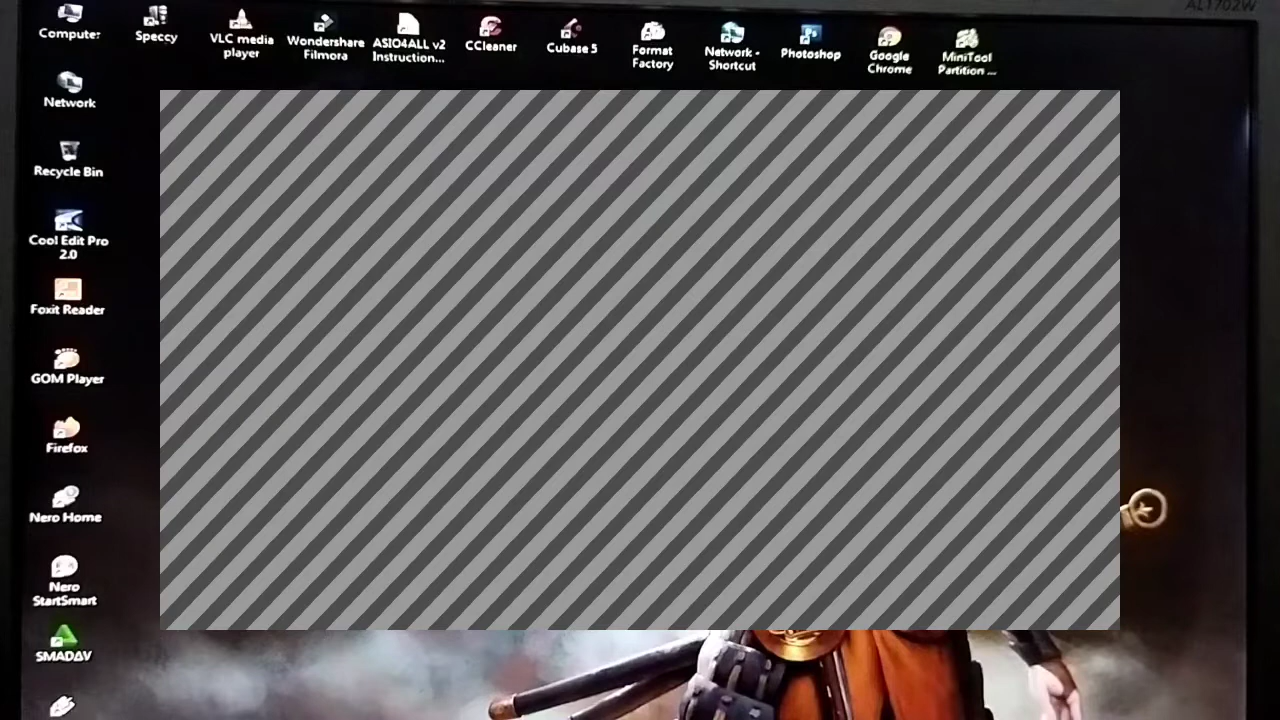 AL1702W
Computer
Speccy
VLC media
player
Wondershare
Filmora
ASIO4ALL v2
Instruction...
CCleaner
Cubase 5
Format
Factory
Network -
Shortcut
Photoshop
Google
Chrome
MiniTool
Partition ...
Network
Recycle Bin
Cool Edit Pro
2.0
Foxit Reader
GOM Player
Firefox
Nero Home
Nero
StartSmart
SMADΔV